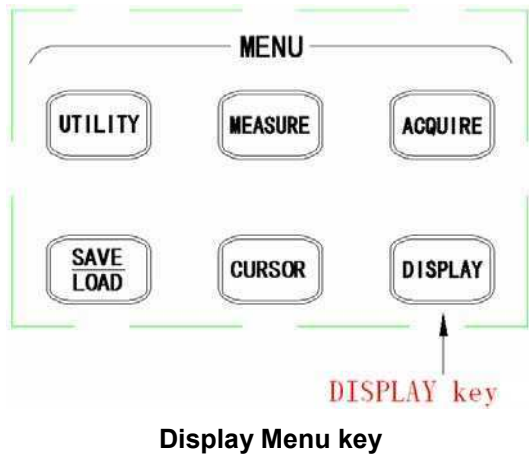 MENU
UTILITY
MEASURE
ACQUIRE
SAVE
LOAD
CURSOR
DISPLAY
DISPLAY key
Display Menu key